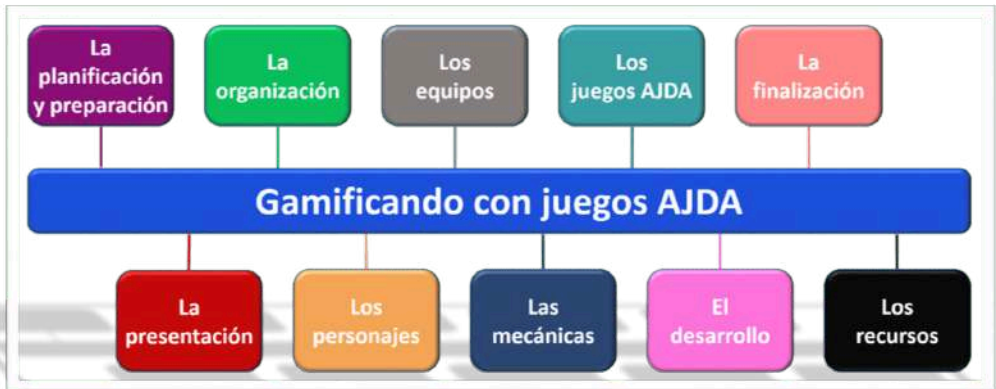 La
planificación
y preparación
La
organización
Los
equipos
Los
juegos AJDA
La
finalización
Gamificando con juegos AJDA
La
presentación
Los
personajes
Las
mecánicas
El
desarrollo
Los
recursos